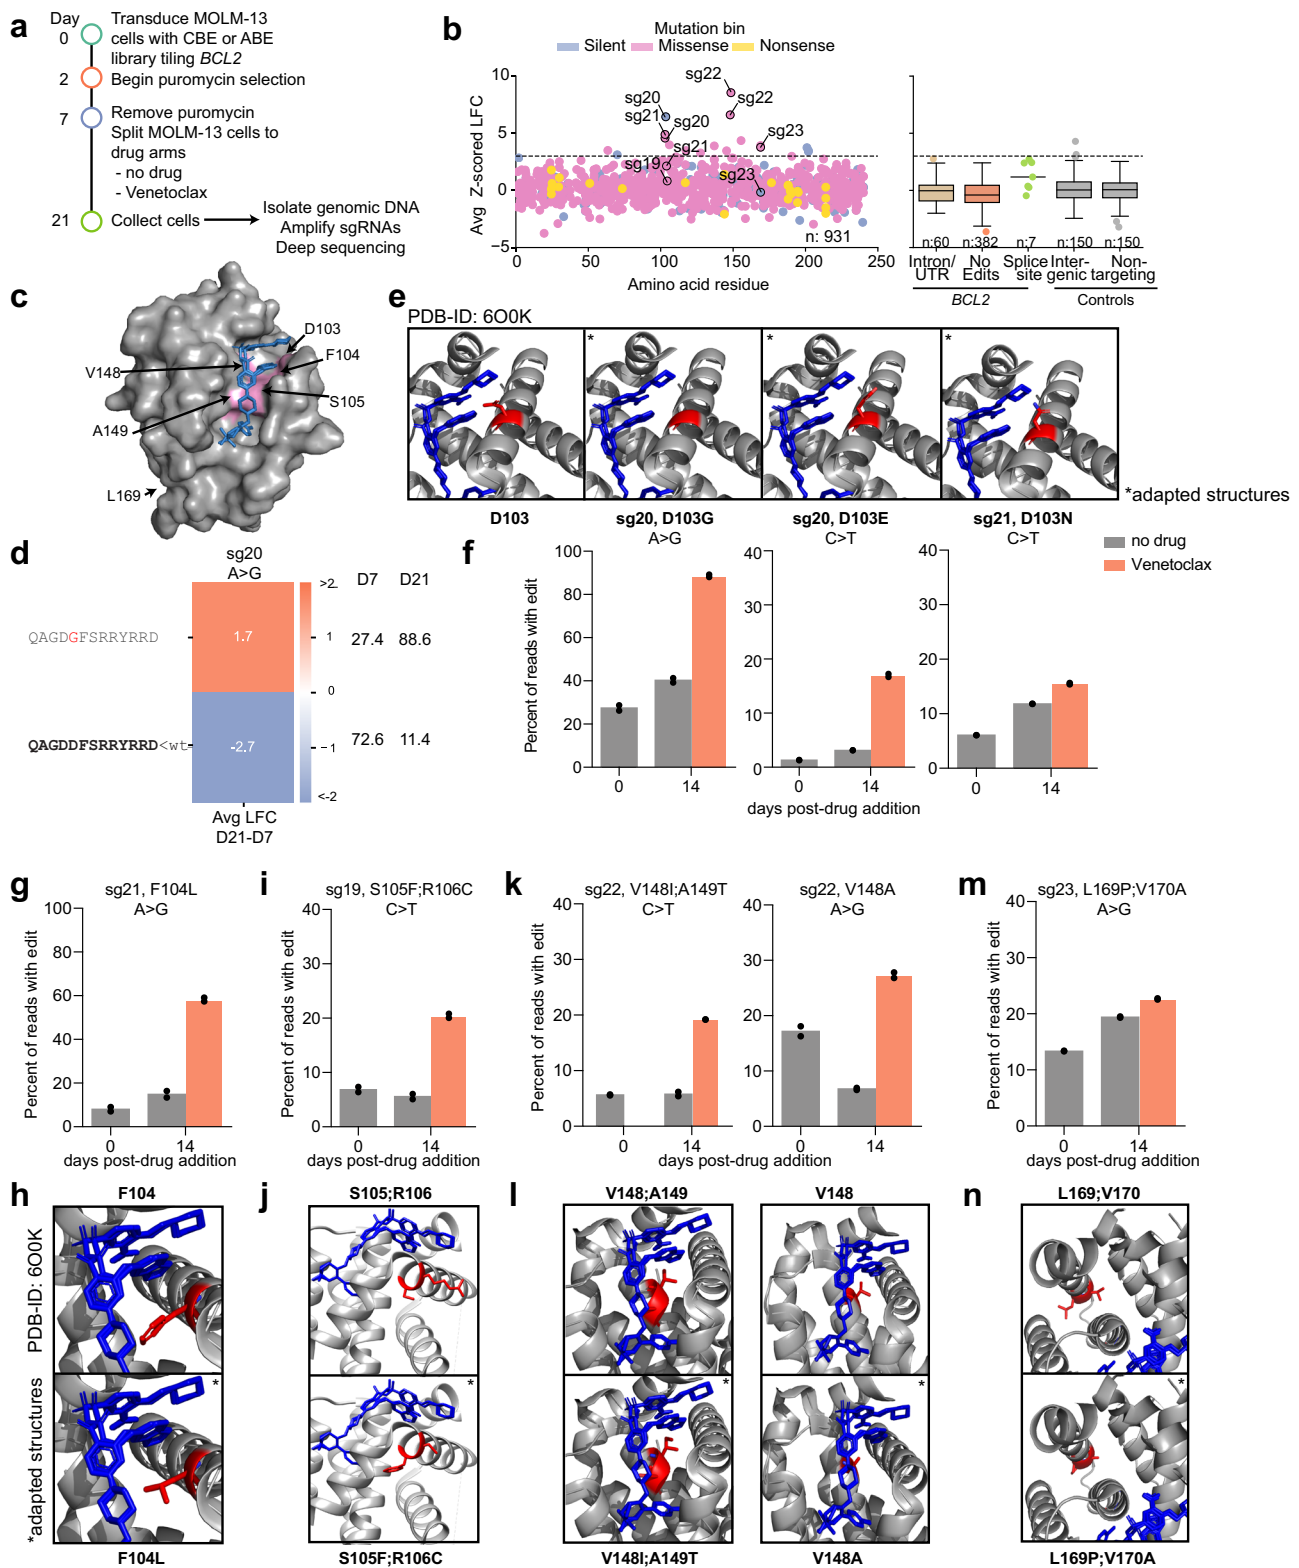 a
Day
0
Transduce MOLM-13
cells with CBE or ABE
library tiling BCL2
2
Begin puromycin selection
7
Remove puromycin
Split MOLM-13 cells to
drug arms
- no drug
- Venetoclax
21
Collect cells
Isolate genomic DNA
Amplify sgRNAs
Deep sequencing
b
Mutation bin
Silent
Missense
Nonsense
Avg Z-scored LFC
10
5
0
−5
sg22
sg20
sg22
sg21
sg20
sg23
sg21
sg19
sg23
n: 931
0
50
100
150
200
250
Amino acid residue
n:60
n:382
n:7
n:150
n:150
Intron/
UTR
No
Edits
Splice
site
Inter-
genic
Non-
targeting
BCL2
Controls
c
D103
F104
V148
S105
A149
L169
e
PDB-ID: 6O0K
*
*
*
*adapted structures
D103
sg20, D103G
sg20, D103E
sg21, D103N
d
sg20
A>G
>2
1
0
−1
<-2
D7
D21
QAGDGFSRRYRRD
1.7
27.4
88.6
QAGDDFSRRYRRD<wt
-2.7
72.6
11.4
Avg LFC
D21-D7
f
A>G
C>T
C>T
no drug
Venetoclax
Percent of reads with edit
100
80
60
40
20
0
40
30
20
10
0
40
30
20
10
0
0
14
0
14
0
14
days post-drug addition
g
sg21, F104L
A>G
Percent of reads with edit
100
80
60
40
20
0
0
14
days post-drug addition
i
sg19, S105F;R106C
C>T
Percent of reads with edit
40
30
20
10
0
0
14
days post-drug addition
k
sg22, V148I;A149T
C>T
sg22, V148A
A>G
Percent of reads with edit
40
30
20
10
0
40
30
20
10
0
0
14
0
14
days post-drug addition
m
sg23, L169P;V170A
A>G
Percent of reads with edit
40
30
20
10
0
0
14
days post-drug addition
h
F104
PDB-ID: 6O0K
*adapted structures
*
F104L
j
S105;R106
*
S105F;R106C
l
V148;A149
V148
*
*
V148I;A149T
V148A
n
L169;V170
*
L169P;V170A